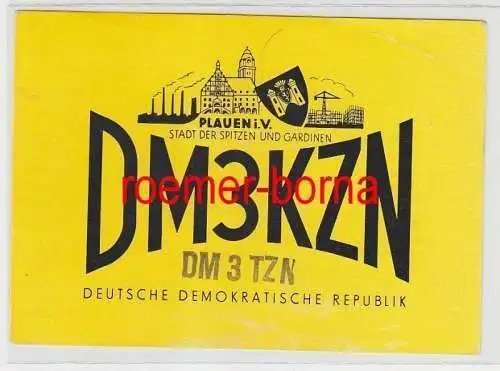 PLAUEN i.V.
STADT DER SPITZEN UND GARDINEN
DM3KZN
roemer-borna
DM 3 TZN
DEUTSCHE DEMOKRATISCHE REPUBLIK